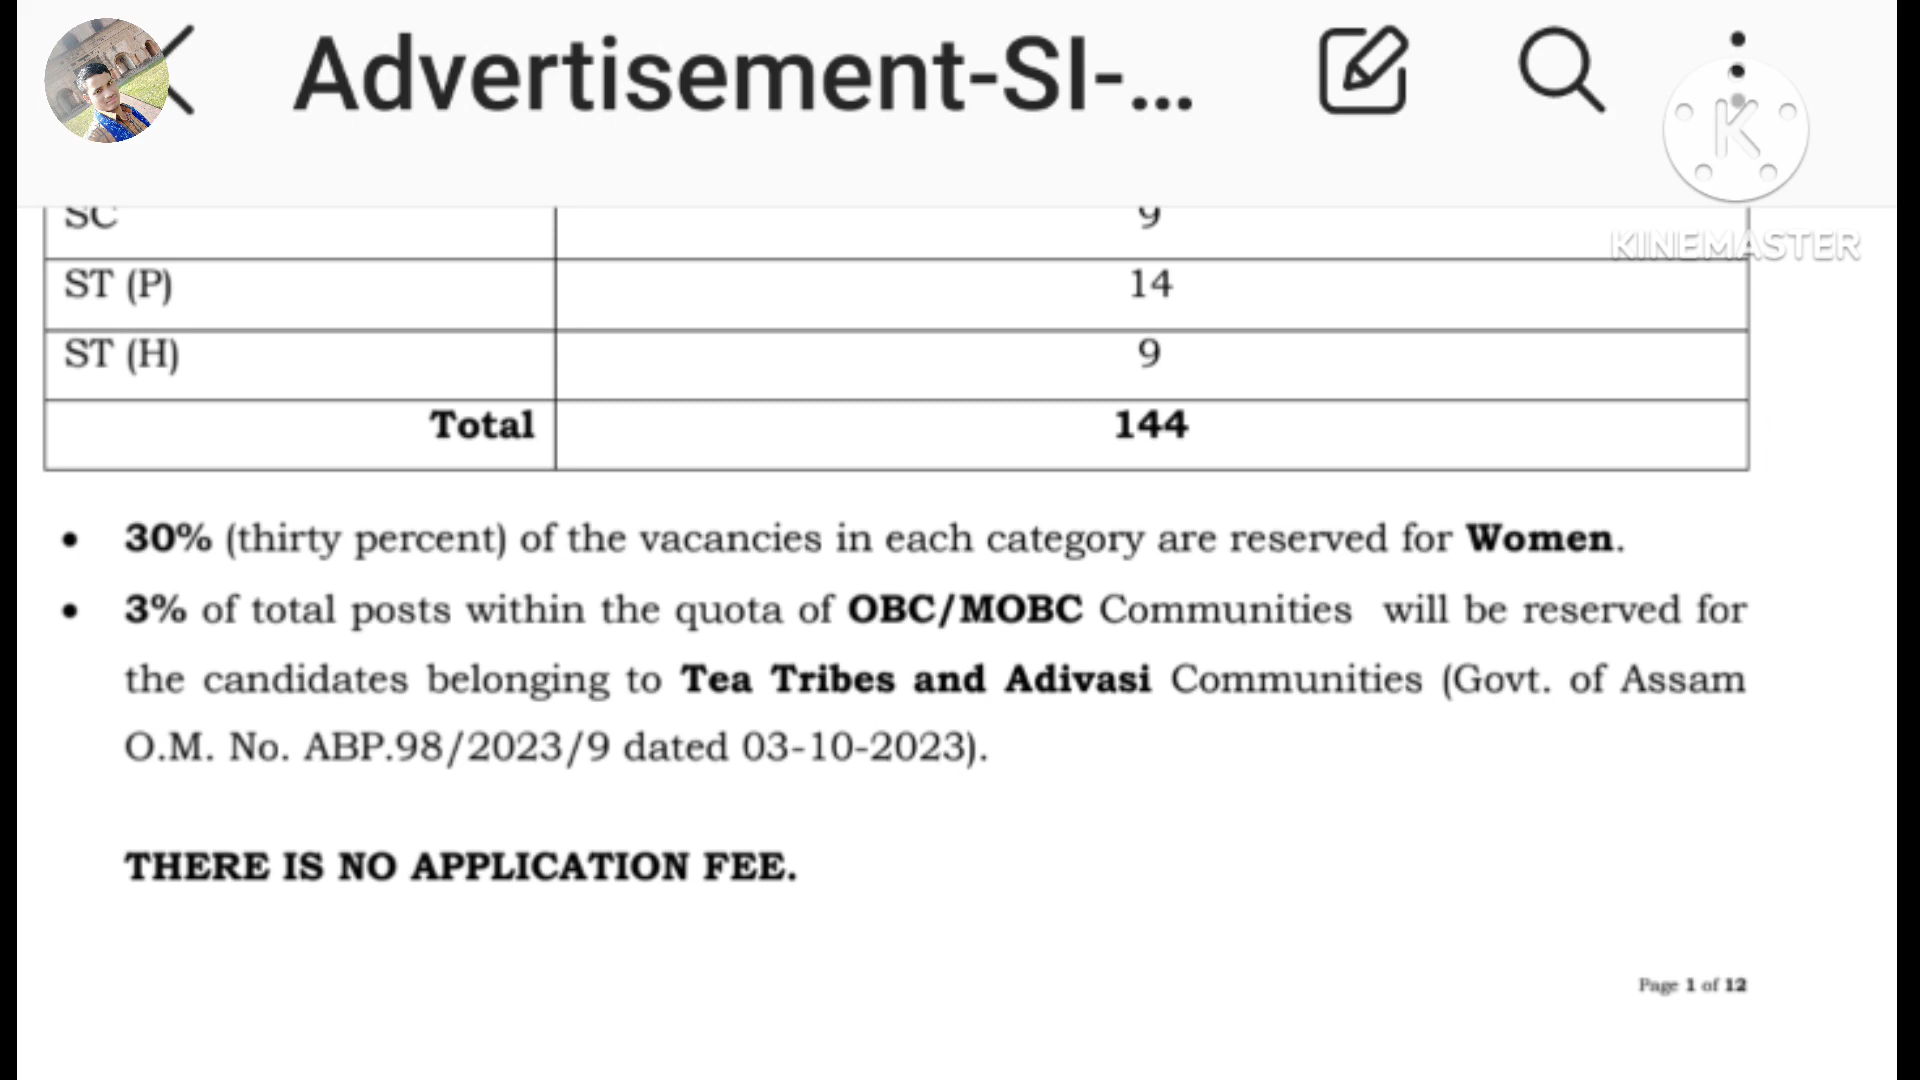 Advertisement-SI-...
K
KINEMASTER
SC 9
ST (P) 14
ST (H) 9
Total 144
• 30% (thirty percent) of the vacancies in each category are reserved for Women.
• 3% of total posts within the quota of OBC/MOBC Communities will be reserved for
the candidates belonging to Tea Tribes and Adivasi Communities (Govt. of Assam
O.M. No. ABP.98/2023/9 dated 03-10-2023).
THERE IS NO APPLICATION FEE.
Page 1 of 12